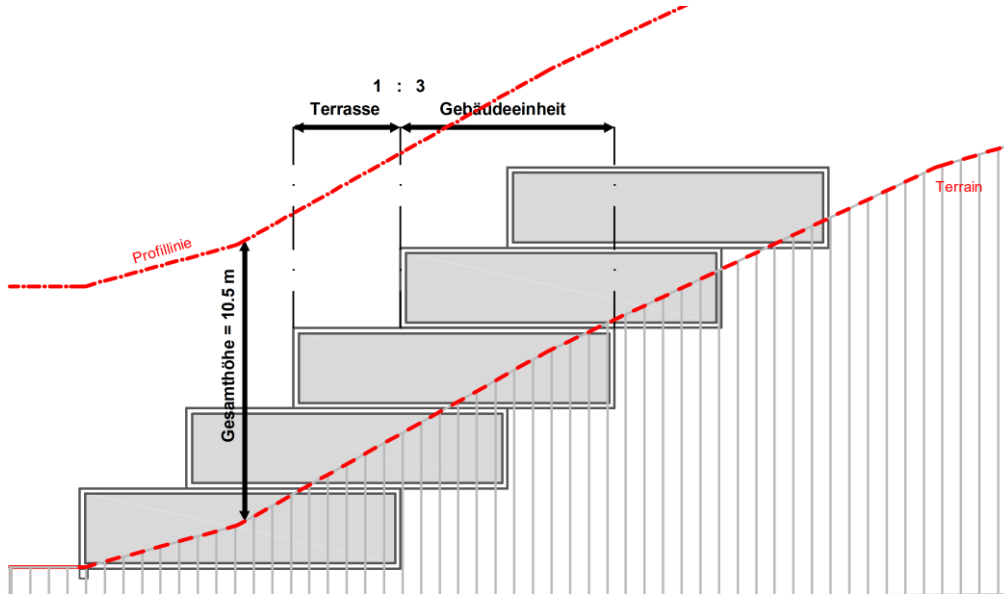 1 : 3
Terrasse
Gebäudeeinheit
Terrain
Profillinie
Gesamthöhe = 10.5 m